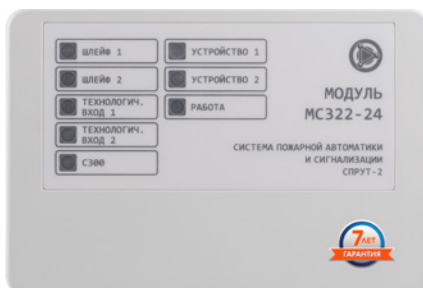 ШЛЕЙФ 1
ШЛЕЙФ 2
ТЕХНОЛОГИЧ.
ВХОД 1
ТЕХНОЛОГИЧ.
ВХОД 2
С300
УСТРОЙСТВО 1
УСТРОЙСТВО 2
РАБОТА
МОДУЛЬ
МС322-24
СИСТЕМА ПОЖАРНОЙ АВТОМАТИКИ
И СИГНАЛИЗАЦИИ
СПРУТ-2
7 ЛЕТ
ГАРАНТИЯ